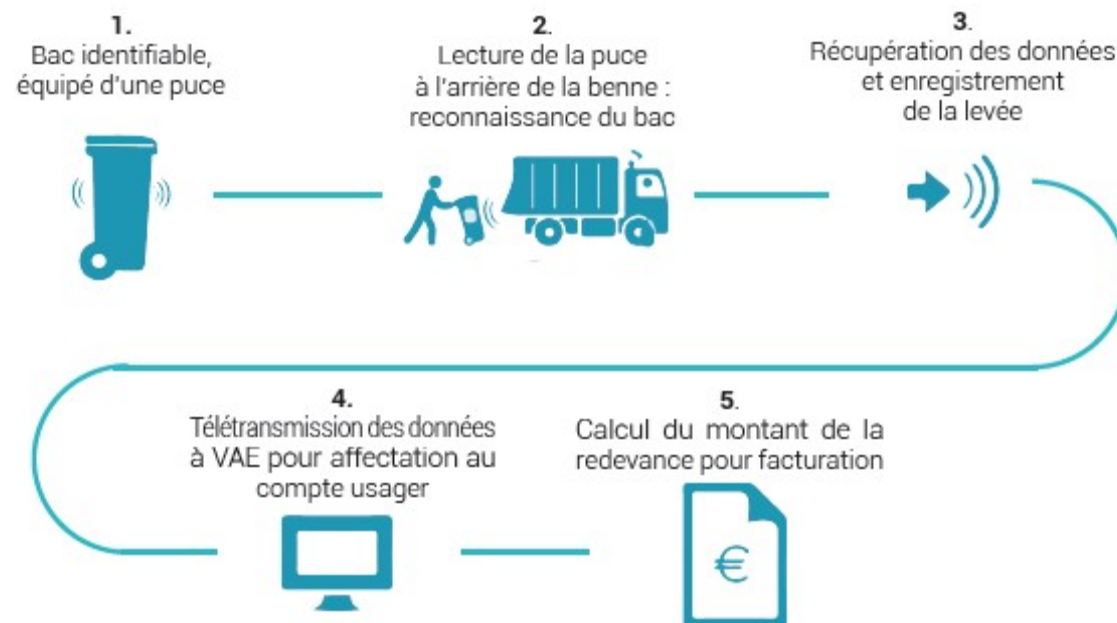 1.
Bac identifiable,
équipé d'une puce
2.
Lecture de la puce
à l'arrière de la benne :
reconnaissance du bac
3.
Récupération des données
et enregistrement
de la levée
4.
Télétransmission des données
à VAE pour affectation au
compte usager
5.
Calcul du montant de la
redevance pour facturation
€